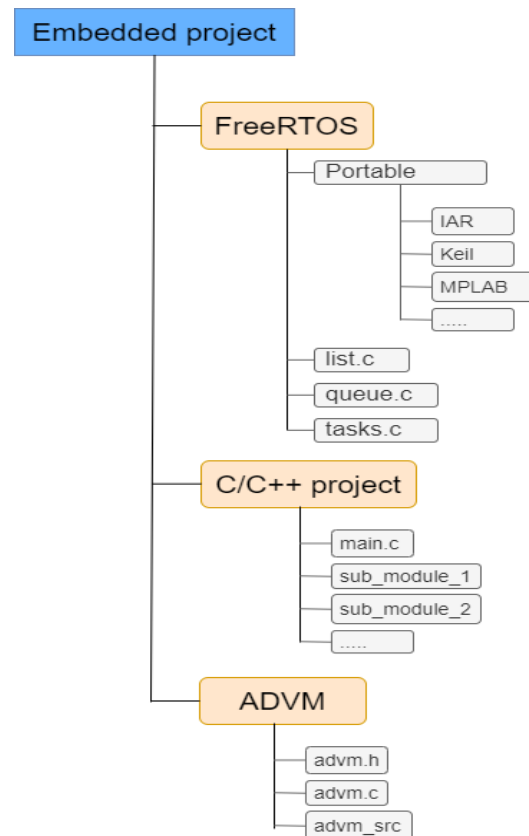 Embedded project
FreeRTOS
Portable
IAR
Keil
MPLAB
.....
list.c
queue.c
tasks.c
C/C++ project
main.c
sub_module_1
sub_module_2
.....
ADVM
advm.h
advm.c
advm_src